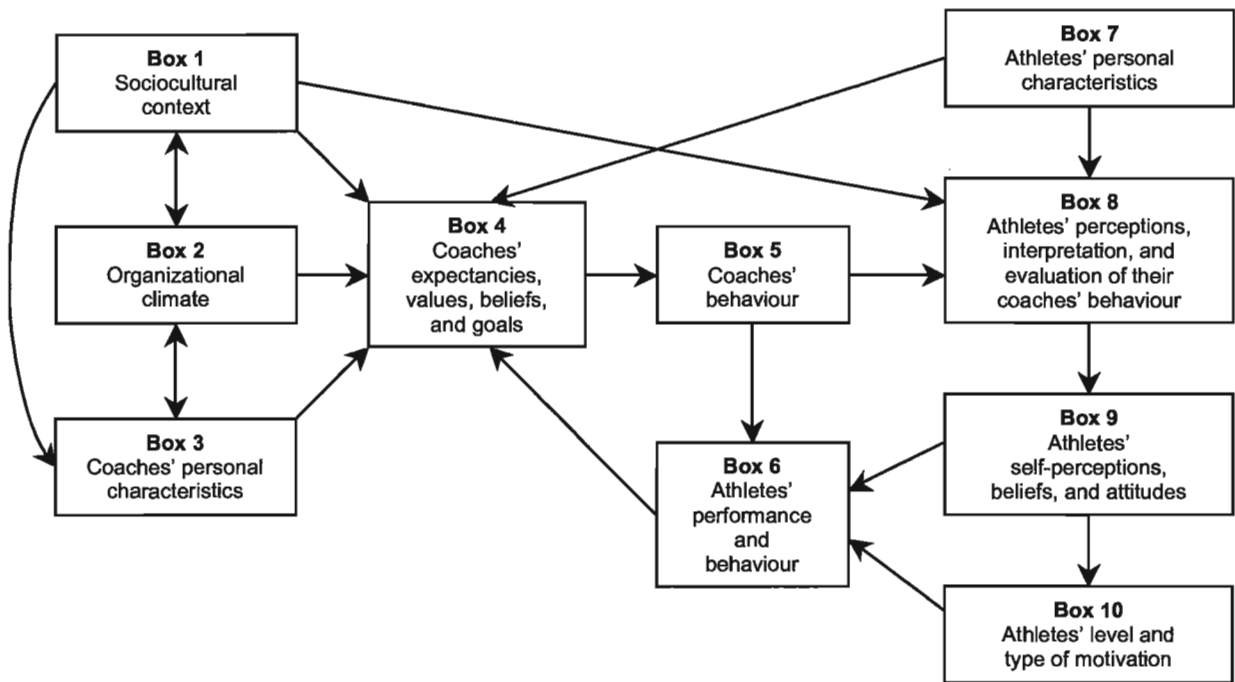 Box 1
Sociocultural
context
Box 2
Organizational
climate
Box 3
Coaches' personal
characteristics
Box 4
Coaches'
expectancies,
values, beliefs,
and goals
Box 5
Coaches'
behaviour
Box 6
Athletes'
performance
and
behaviour
Box 7
Athletes' personal
characteristics
Box 8
Athletes' perceptions,
interpretation, and
evaluation of their
coaches' behaviour
Box 9
Athletes'
self-perceptions,
beliefs, and attitudes
Box 10
Athletes' level and
type of motivation